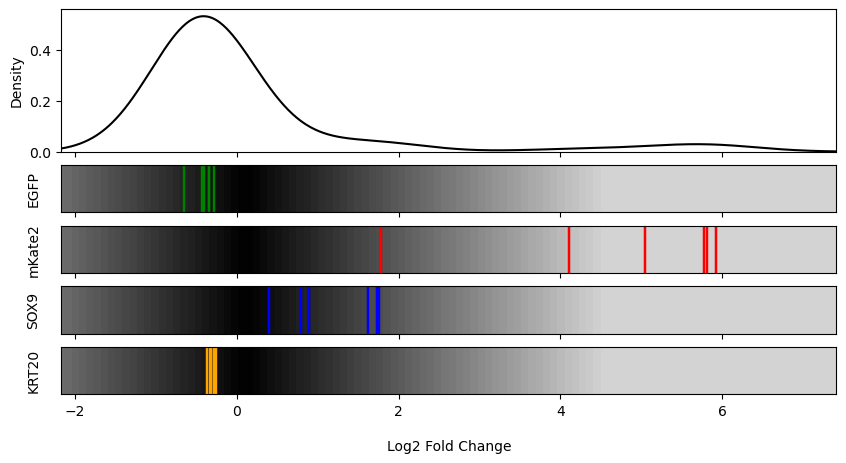 0.4
0.2
0.0
Density
EGFP
mKate2
SOX9
KRT20
−2 0 2 4 6
Log2 Fold Change